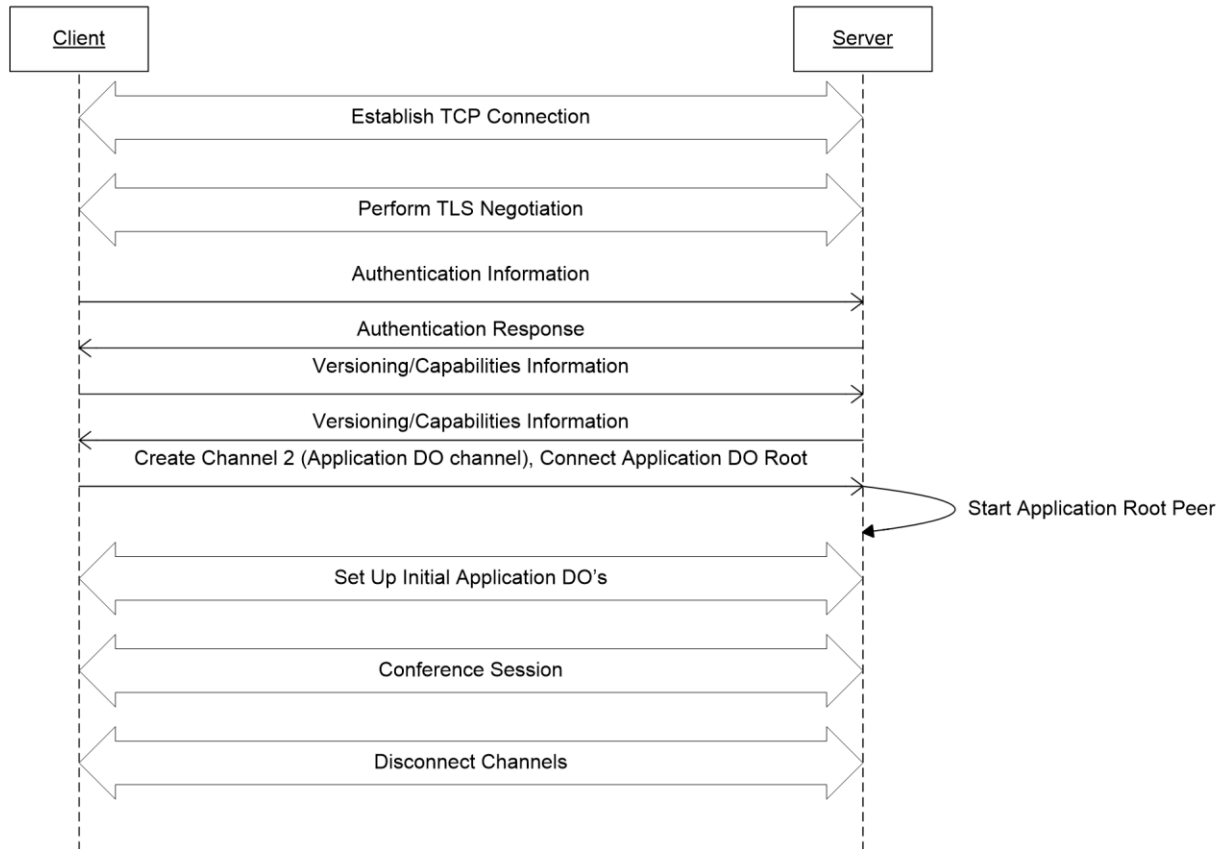 Client
Server
Establish TCP Connection
Perform TLS Negotiation
Authentication Information
Authentication Response
Versioning/Capabilities Information
Versioning/Capabilities Information
Create Channel 2 (Application DO channel), Connect Application DO Root
Start Application Root Peer
Set Up Initial Application DO’s
Conference Session
Disconnect Channels